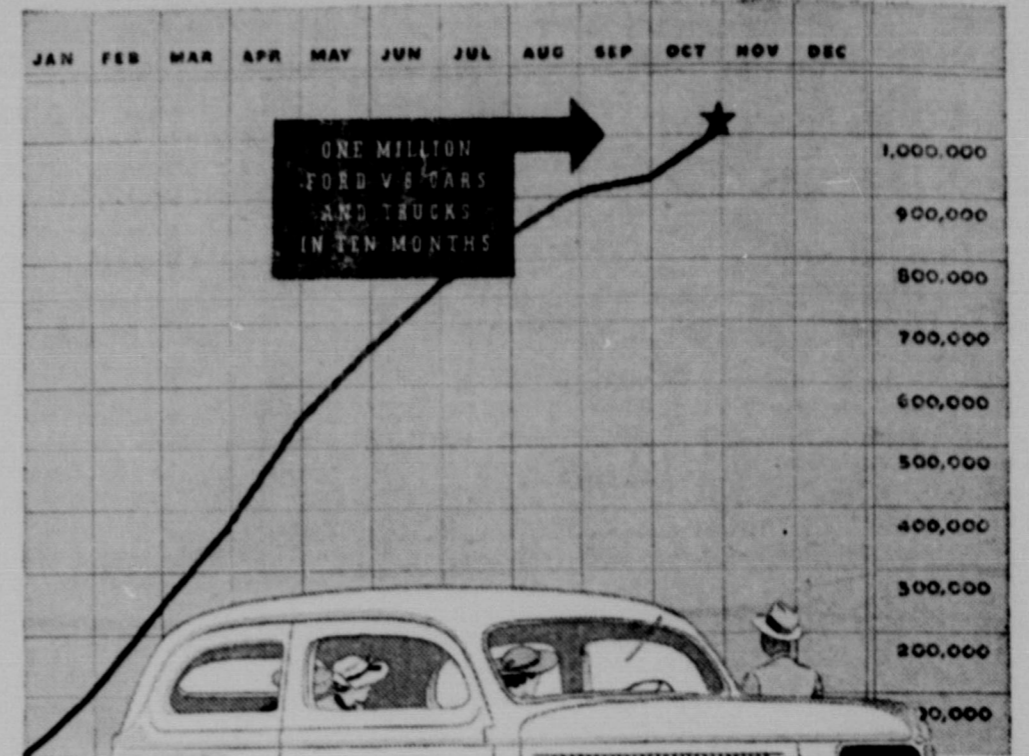 JAN FEB MAR APR MAY JUN JUL AUG SEP OCT NOV DEC
ONE MILLION
FORD V 8 CARS
AND TRUCKS
IN TEN MONTHS
1,000,000
900,000
800,000
700,000
600,000
500,000
400,000
300,000
200,000
00,000